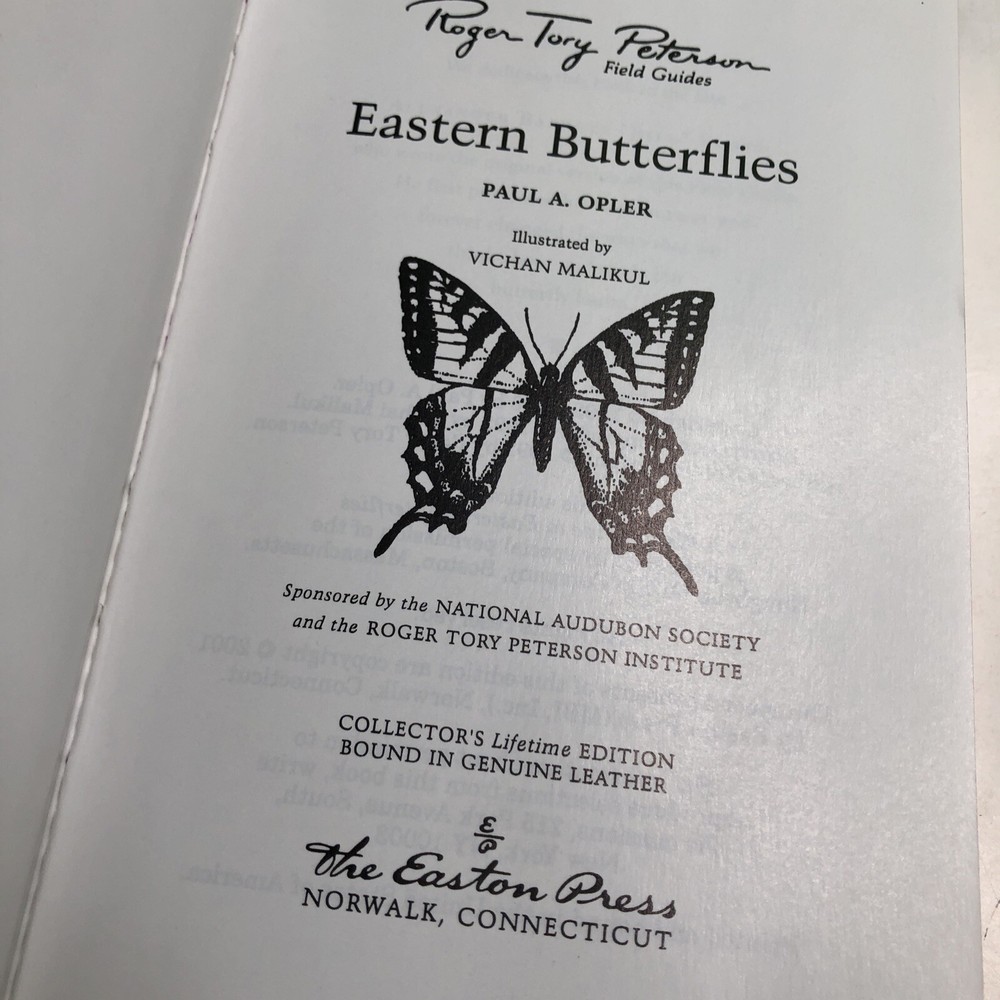 Roger Tory Peterson
Field Guides
Eastern Butterflies
PAUL A. OPLER
Illustrated by
VICHAN MALIKUL
Sponsored by the NATIONAL AUDUBON SOCIETY
and the ROGER TORY PETERSON INSTITUTE
COLLECTOR'S Lifetime EDITION
BOUND IN GENUINE LEATHER
E
P
The Easton Press
NORWALK, CONNECTICUT